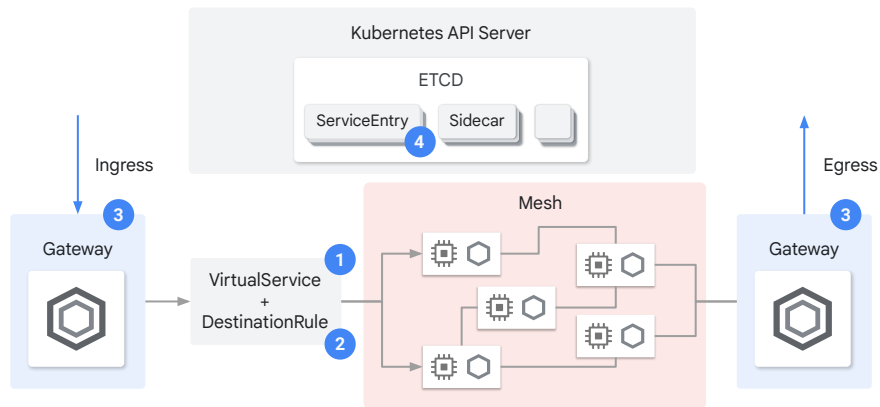 Kubernetes API Server
ETCD
ServiceEntry
Sidecar
4
Ingress
Egress
3
Gateway
1
VirtualService
+
DestinationRule
2
Mesh
3
Gateway